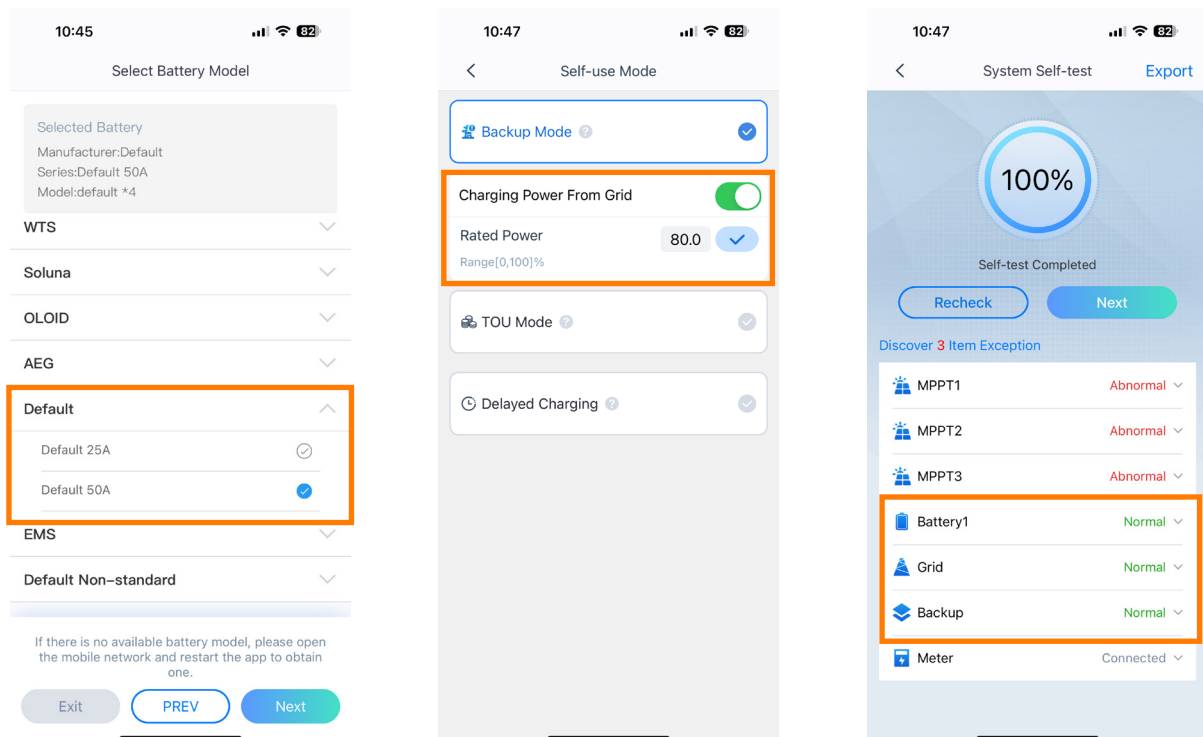 10:45
82
Select Battery Model
Selected Battery
Manufacturer:Default
Series:Default 50A
Model:default *4
WTS
Soluna
OLOID
AEG
Default
Default 25A
Default 50A
EMS
Default Non-standard
If there is no available battery model, please open
the mobile network and restart the app to obtain
one.
Exit
PREV
Next
10:47
82
Self-use Mode
Backup Mode ?
Charging Power From Grid
Rated Power
80.0
Range[0,100]%
TOU Mode ?
Delayed Charging ?
10:47
82
System Self-test
Export
100%
Self-test Completed
Recheck
Next
Discover 3 Item Exception
MPPT1 Abnormal
MPPT2 Abnormal
MPPT3 Abnormal
Battery1 Normal
Grid Normal
Backup Normal
Meter Connected